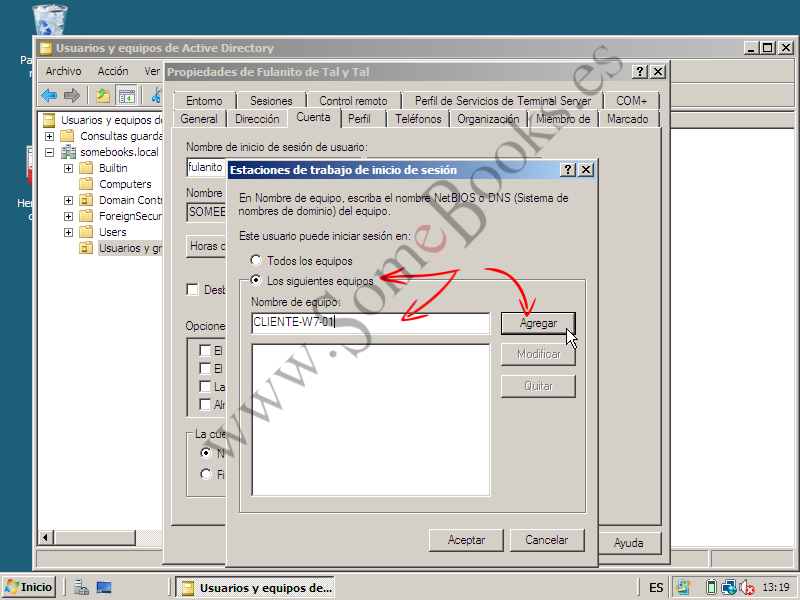 Usuarios y equipos de Active Directory
Archivo Acción Ver
Propiedades de Fulanito de Tal y Tal
Usuarios y equipos de
Consultas guarda
somebooks.local
Builtin
Computers
Domain Contr
ForeignSecur
Users
Usuarios y gr
Entorno Sesiones Control remoto Perfil de Servicios de Terminal Server COM+
General Dirección Cuenta Perfil Teléfonos Organización Miembro de Marcado
Nombre de inicio de sesión de usuario:
fulanito
Nombre
SOMEB
Horas d
Opcione
El
El
La
La cue
Estaciones de trabajo de inicio de sesión
En Nombre de equipo, escriba el nombre NetBIOS o DNS (Sistema de
nombres de dominio) del equipo.
Este usuario puede iniciar sesión en:
Todos los equipos
Los siguientes equipos
Nombre de equipo:
CLIENTE-W7-01
Agregar
Modificar
Quitar
Aceptar Cancelar
Ayuda
Inicio
Usuarios y equipos de...
ES
13:19
www.SomeBooks.es